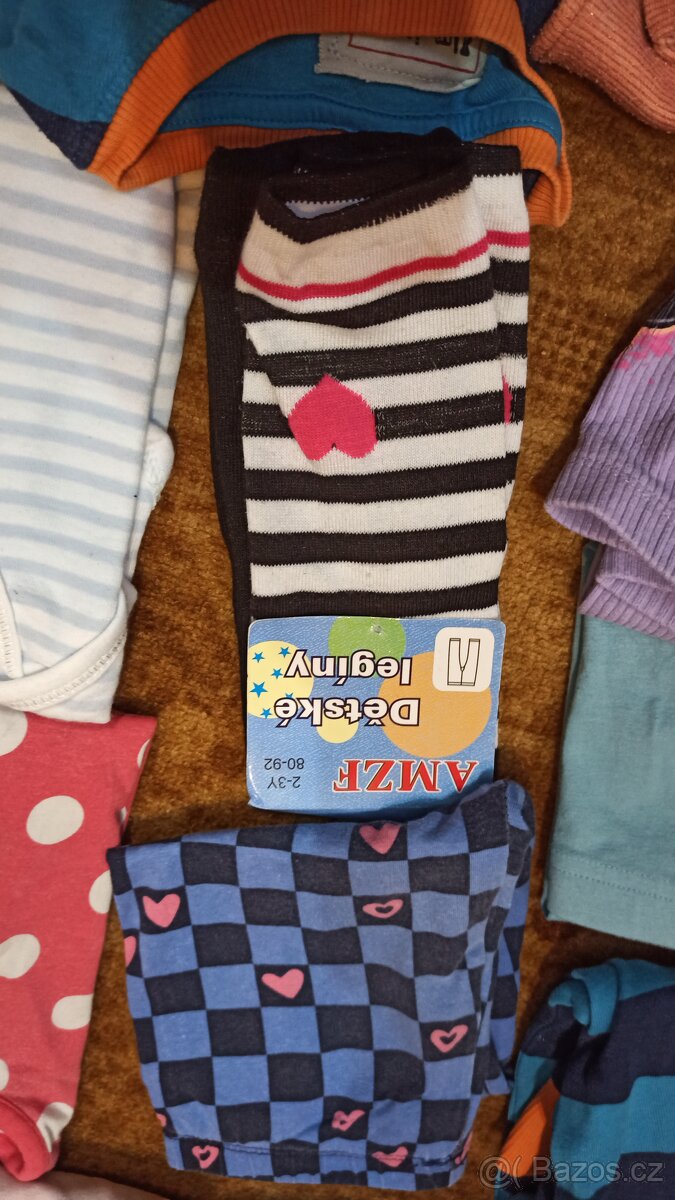 AMZF
2-3Y
80-92
Dětské
legíny
@( Bazos.cz